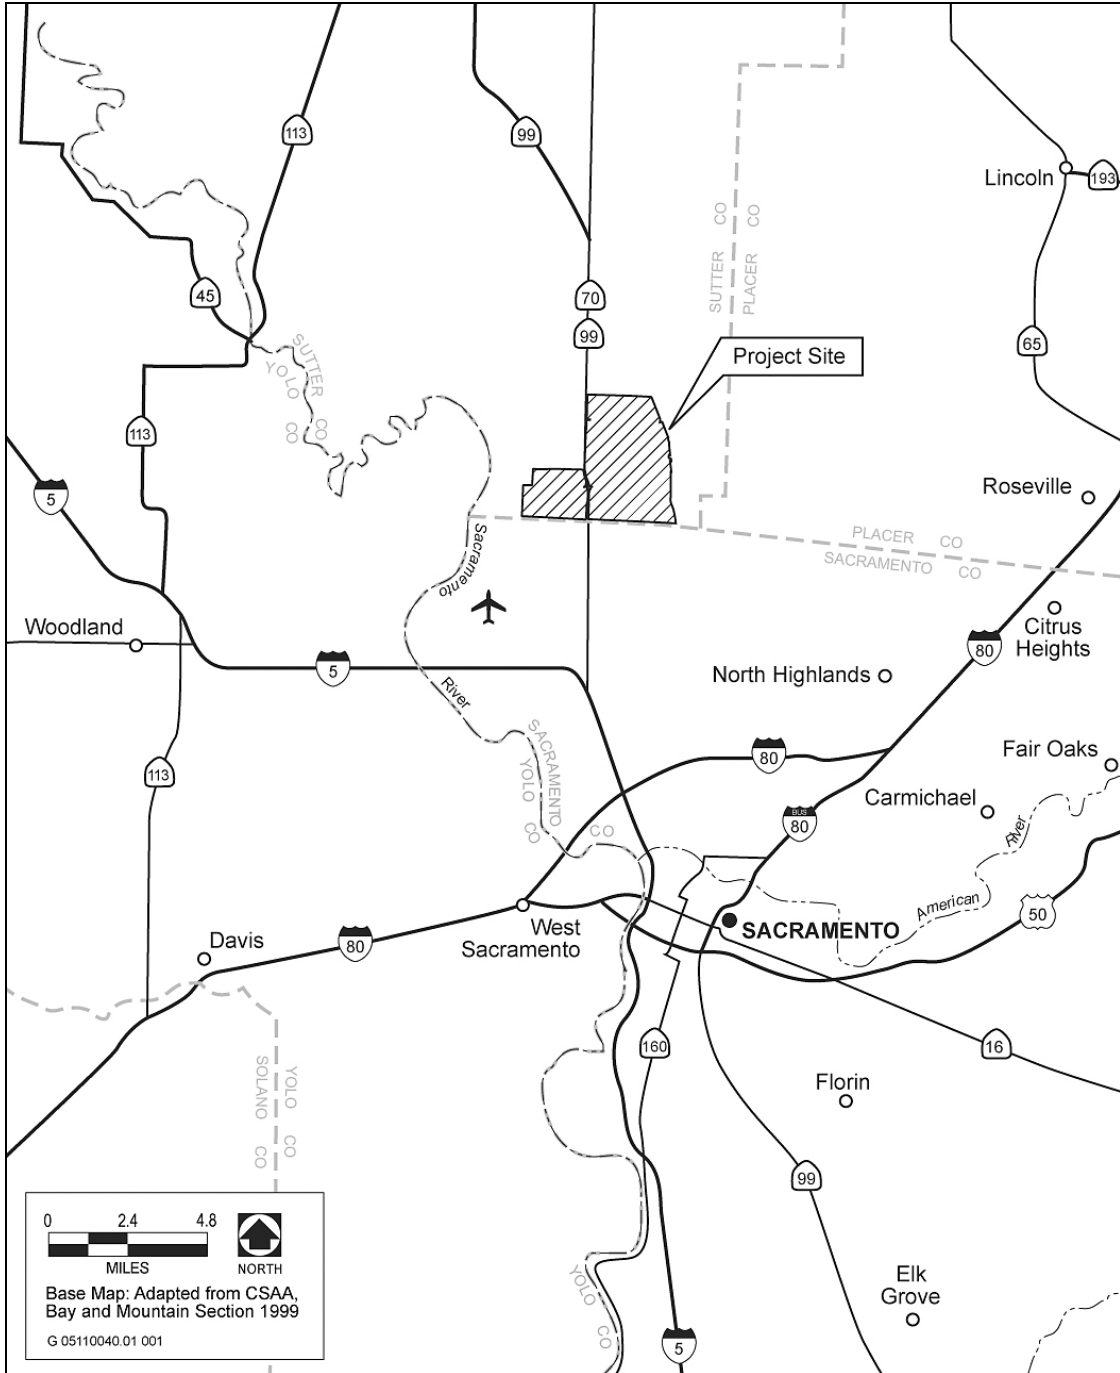 113
99
Lincoln
193
SUTTER CO
PLACER CO
45
70
99
65
Project Site
SUTTER CO
YOLO CO
113
5
Roseville
Sacramento
PLACER CO
SACRAMENTO CO
Woodland
Citrus
Heights
80
5
North Highlands
River
SACRAMENTO CO
YOLO CO
80
Fair Oaks
113
Carmichael
BUS
80
River
American
50
West
Sacramento
SACRAMENTO
Davis
80
160
16
YOLO CO
SOLANO CO
Florin
99
0 2.4 4.8
MILES
NORTH
Base Map: Adapted from CSAA,
Bay and Mountain Section 1999
G 05110040.01 001
YOLO CO
Elk
Grove
5